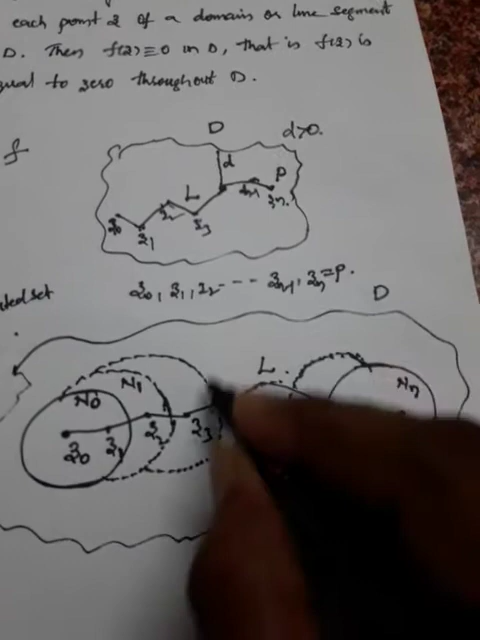 each point z of a domain or line segment
D. Then f(z)≡0 in D, that is f(z) is
equal to zero throughout D.
f
D
d>0.
d
P
L
z0
z1
z2
z3
zn-1
zn.
z0, z1, z2 - - - - zn-1, zn=P.
D
L.
N0
N1
Nn
z0
z1
z2
z3